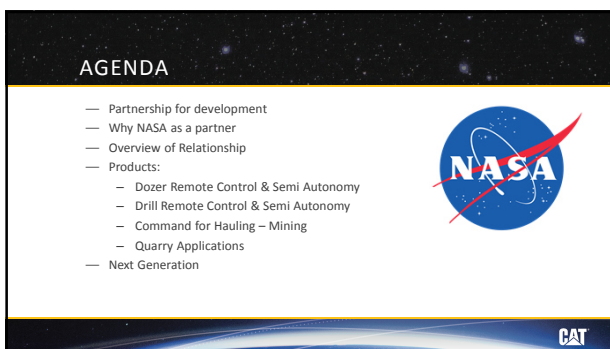 AGENDA
— Partnership for development
— Why NASA as a partner
— Overview of Relationship
— Products:
– Dozer Remote Control & Semi Autonomy
– Drill Remote Control & Semi Autonomy
– Command for Hauling – Mining
– Quarry Applications
— Next Generation
NASA
CAT